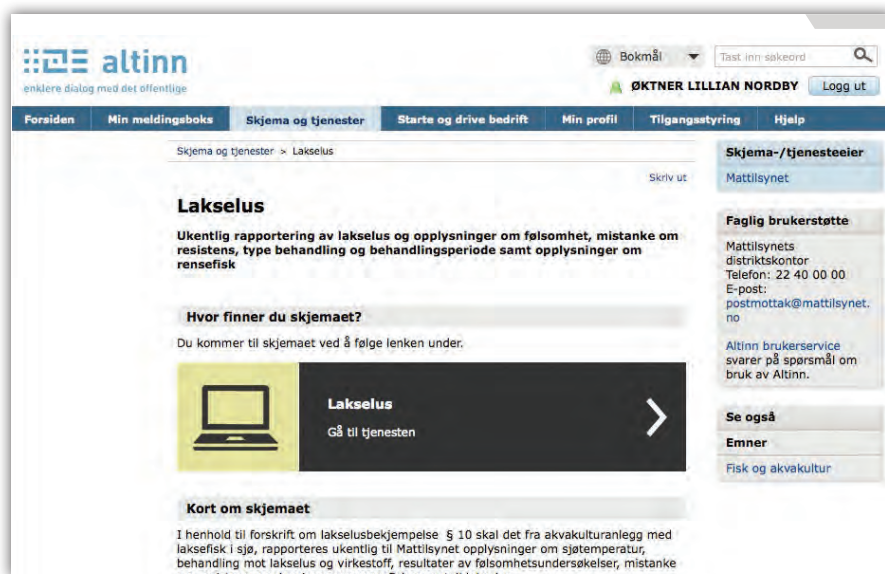 altinn
enklere dialog med det offentlige
Bokmål
Tast inn søkeord
ØKTNER LILLIAN NORDBY
Logg ut
Forsiden
Min meldingsboks
Skjema og tjenester
Starte og drive bedrift
Min profil
Tilgangsstyring
Hjelp
Skjema og tjenester > Lakselus
Skriv ut
Lakselus
Ukentlig rapportering av lakselus og opplysninger om følsomhet, mistanke om
resistens, type behandling og behandlingsperiode samt opplysninger om
rensefisk
Hvor finner du skjemaet?
Du kommer til skjemaet ved å følge lenken under.
Lakselus
Gå til tjenesten
Kort om skjemaet
I henhold til forskrift om lakselusbekjempelse § 10 skal det fra akvakulturanlegg med
laksefisk i sjø, rapporteres ukentlig til Mattilsynet opplysninger om sjøtemperatur,
behandling mot lakselus og virkestoff, resultater av følsomhetsundersøkelser, mistanke
Skjema-/tjenesteeier
Mattilsynet
Faglig brukerstøtte
Mattilsynets
distriktskontor
Telefon: 22 40 00 00
E-post:
postmottak@mattilsynet.
no
Altinn brukerservice
svarer på spørsmål om
bruk av Altinn.
Se også
Emner
Fisk og akvakultur